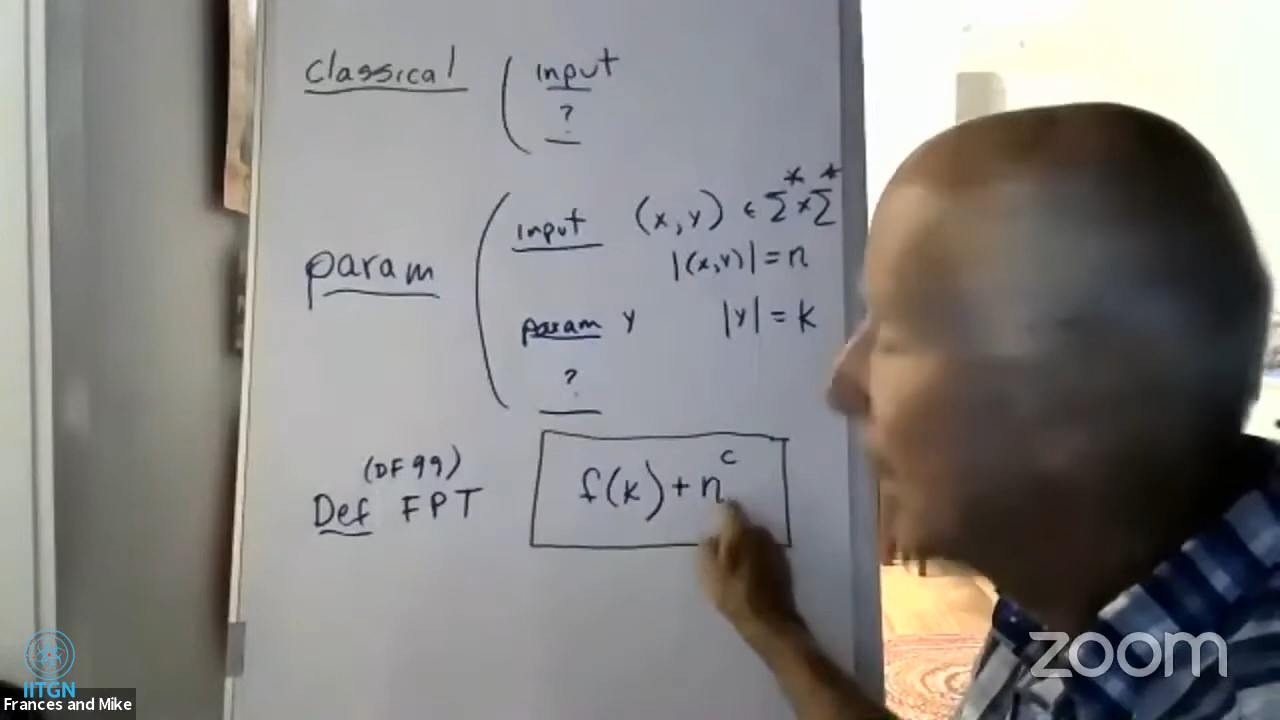 classical ( input
?
param ( input (x,y) ∈ Σ* × Σ*
|(x,y)| = n
param y |y| = k
?
(DF 99)
Def FPT f(k) + n^c
zoom
IITGN
Frances and Mike